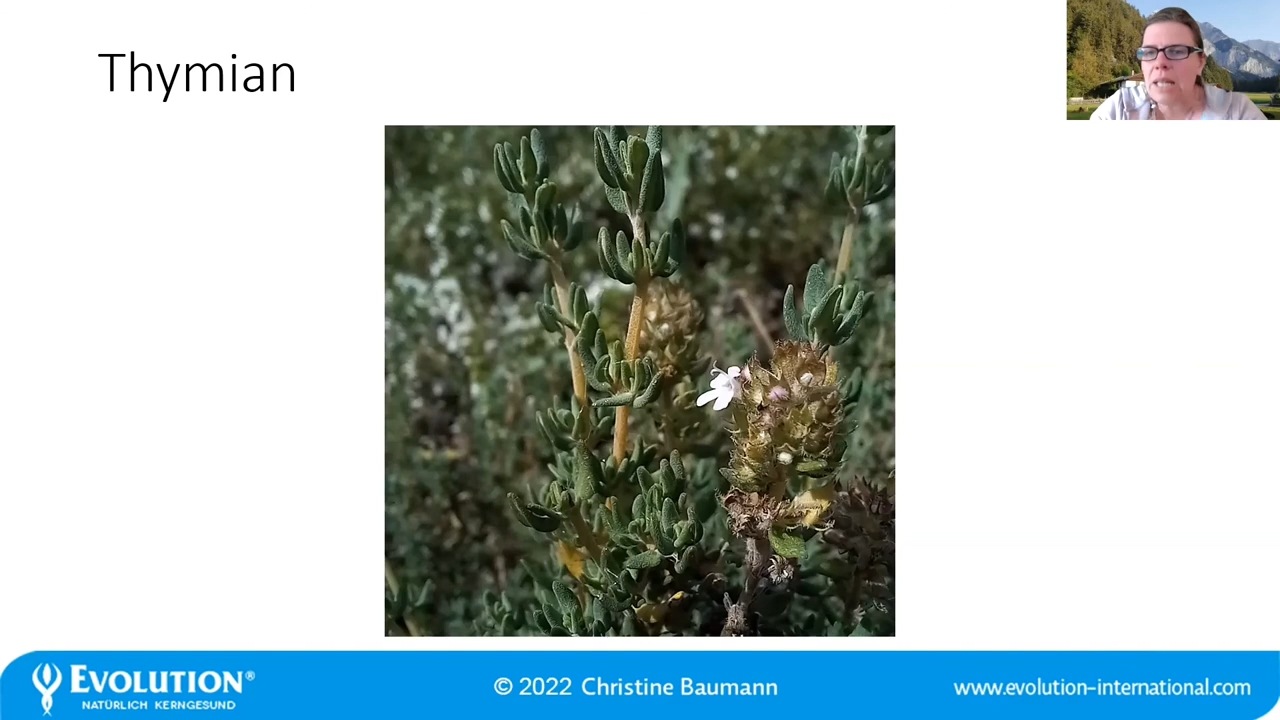 Thymian
EVOLUTION®
NATÜRLICH KERNGESUND
© 2022 Christine Baumann
www.evolution-international.com